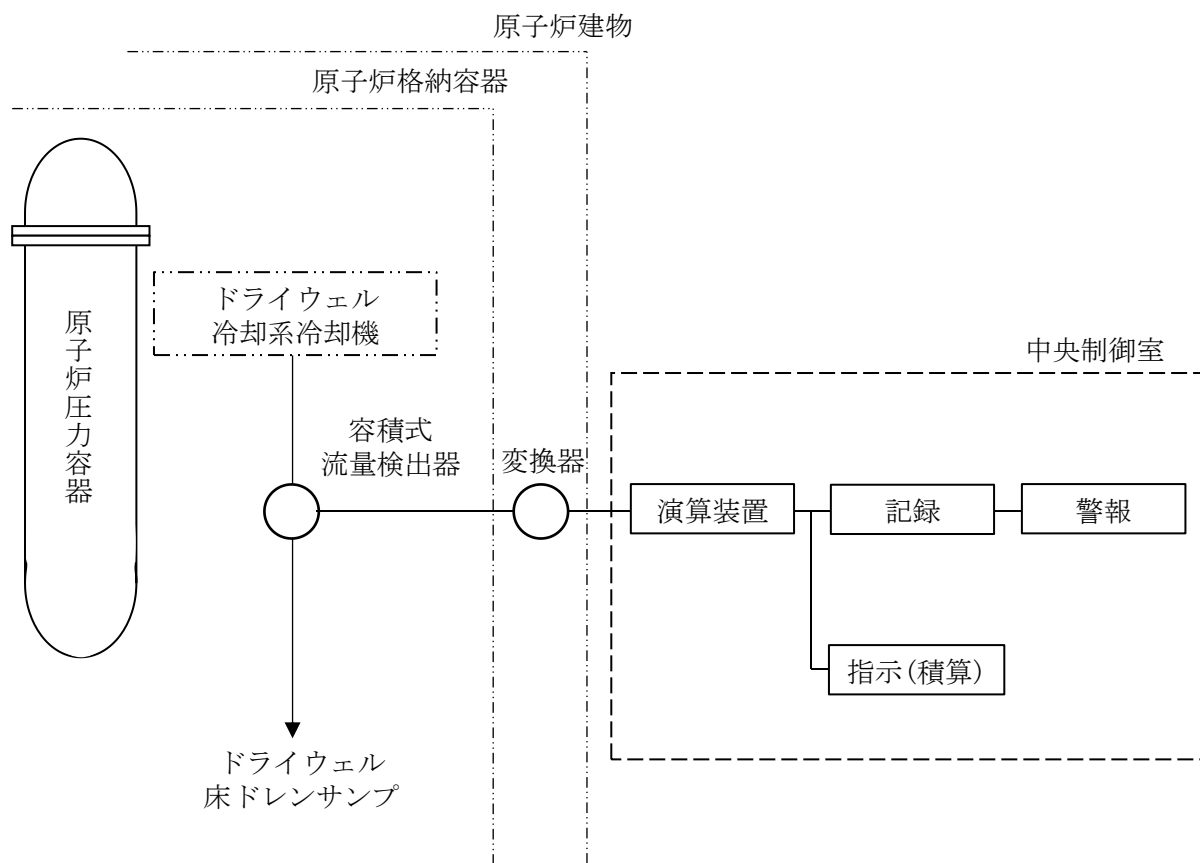 原子炉建物
原子炉格納容器
原子炉圧力容器
ドライウェル
冷却系冷却機
中央制御室
容積式
流量検出器
変換器
演算装置
記録
警報
指示(積算)
ドライウェル
床ドレンサンプ